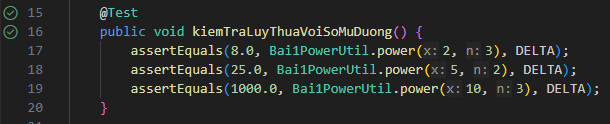 15 @Test
16 public void kiemTraLuyThuaVoiSoMuDuong() {
17 assertEquals(8.0, Bai1PowerUtil.power(x: 2, n: 3), DELTA);
18 assertEquals(25.0, Bai1PowerUtil.power(x: 5, n: 2), DELTA);
19 assertEquals(1000.0, Bai1PowerUtil.power(x: 10, n: 3), DELTA);
20 }